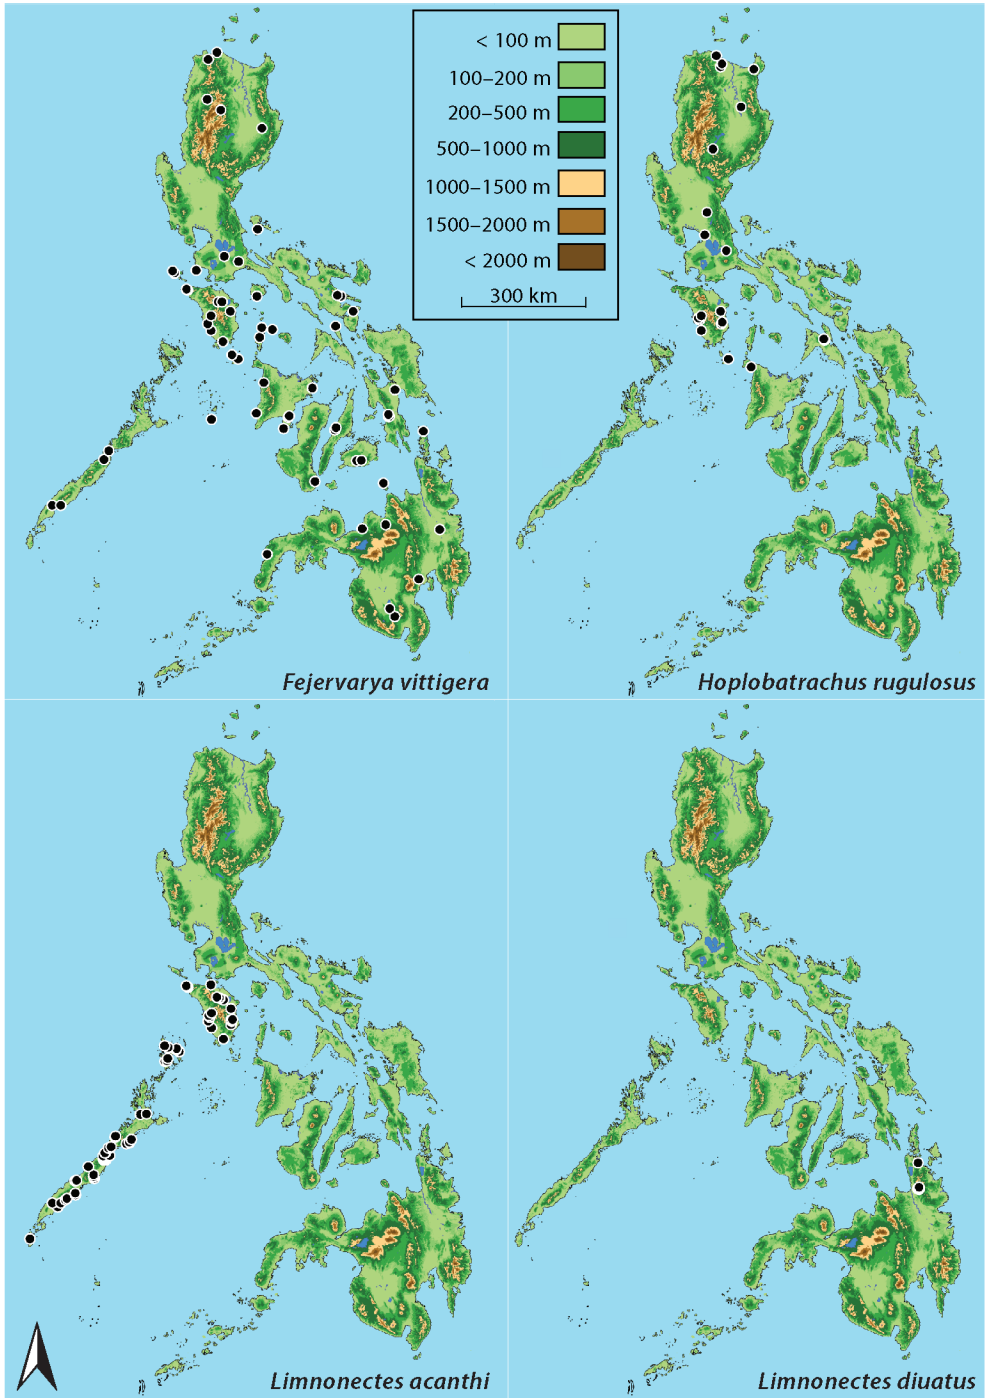 < 100 m
100–200 m
200–500 m
500–1000 m
1000–1500 m
1500–2000 m
< 2000 m
300 km
Fejervarya vittigera
Hoplobatrachus rugulosus
Limnonectes acanthi
Limnonectes diuatus